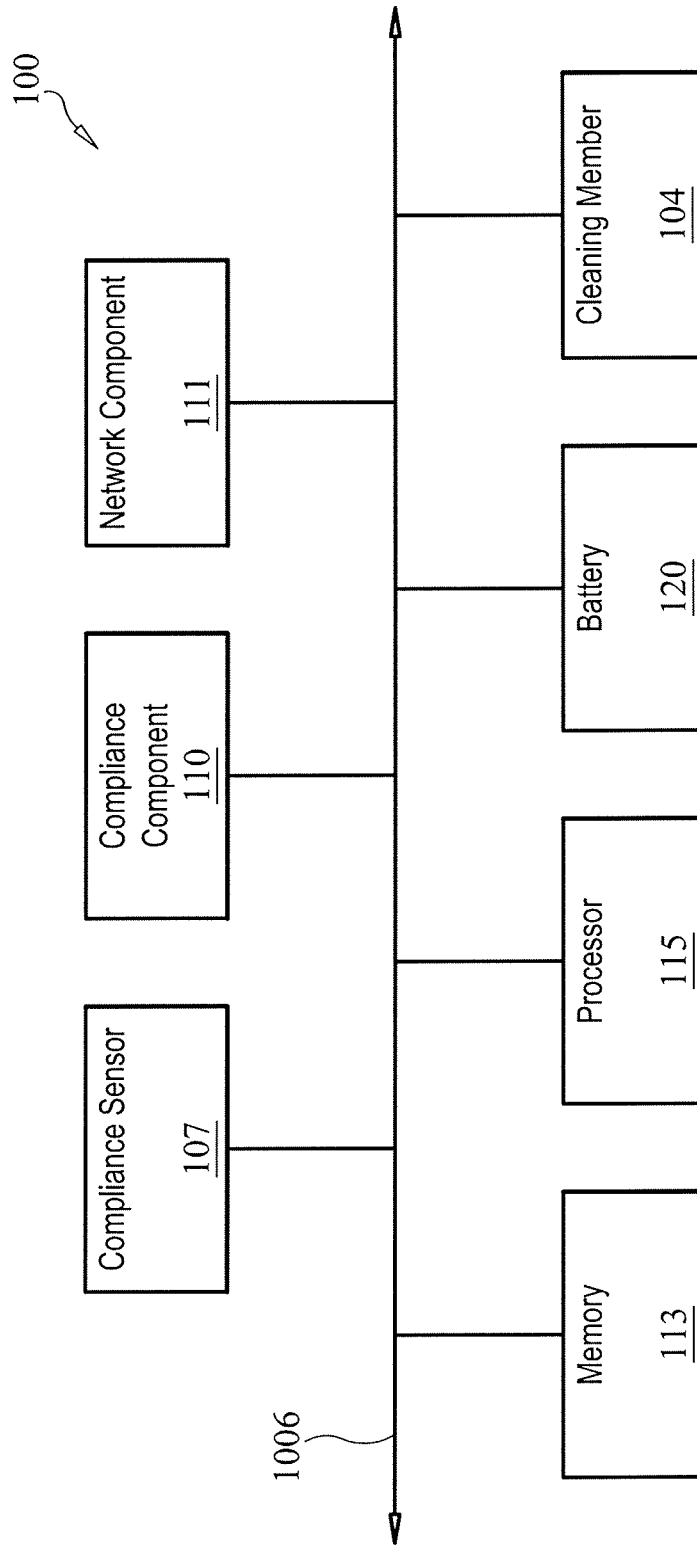 100
Compliance Sensor
107
Compliance
Component
110
Network Component
111
1006
Memory
113
Processor
115
Battery
120
Cleaning Member
104